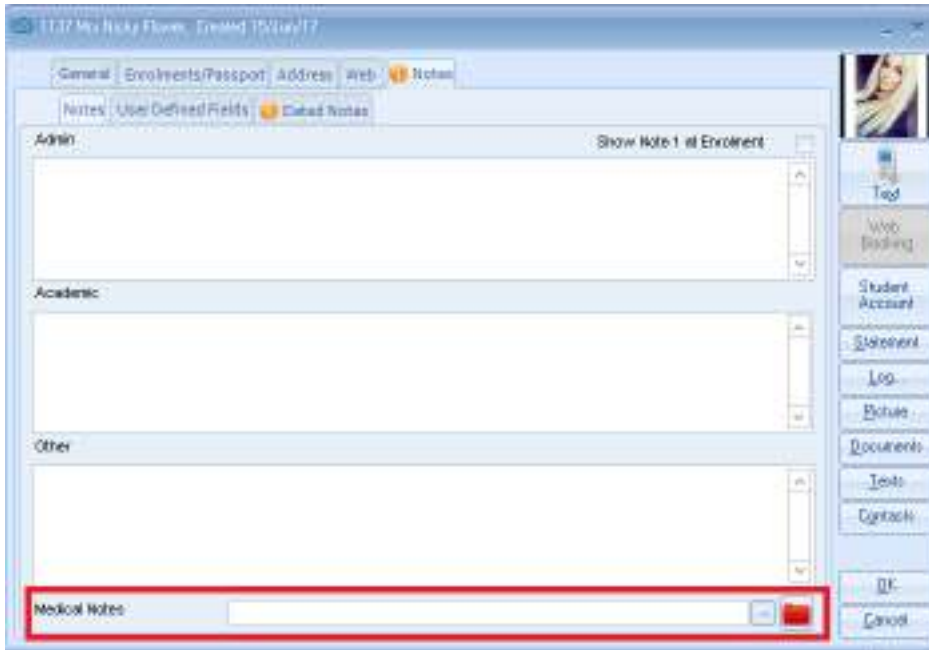 1137 Mrs Nicky Flower, Created 15/Jun/17
General Enrolments/Passport Address Web Notes
Notes User Defined Fields Dated Notes
Admin Show Note 1 at Enrolment
Text
Web
Booking
Academic
Student
Account
Statement
Log
Picture
Other
Documents
Tests
Contacts
OK
Medical Notes
Cancel